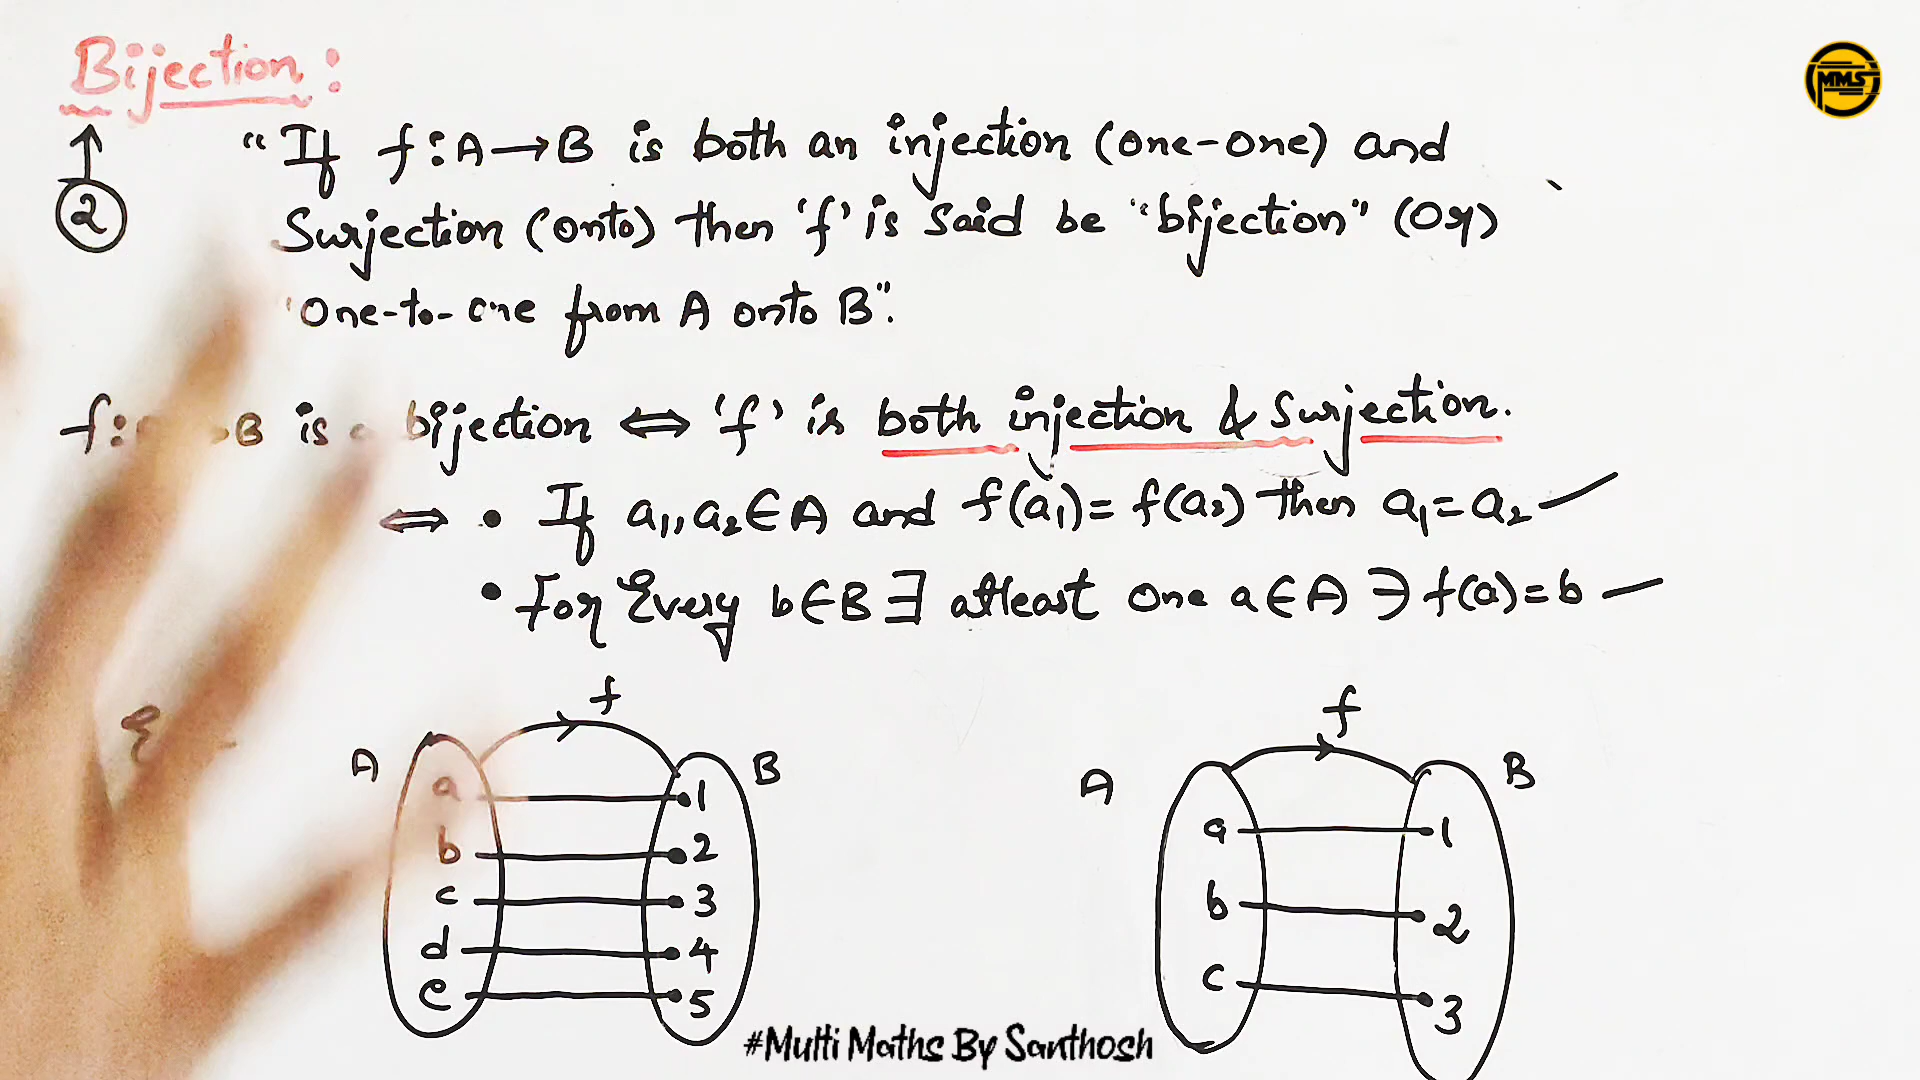 Bijection:
MMS
2
"If f:A→B is both an injection (one-one) and
Surjection (onto) then 'f' is said be "bijection" (Or)
'One-to-one from A onto B".
f: →B is a bijection ⇔ 'f' is both injection & Surjection.
⇔ • If a₁, a₂∈A and f(a₁)= f(a₂) then a₁=a₂
• For Every b∈B ∃ atleast one a∈A ∋ f(a)=b
f
f
A
B
A
B
a 1
b 2
c 3
d 4
e 5
a 1
b 2
c 3
#Multi Maths By Santhosh